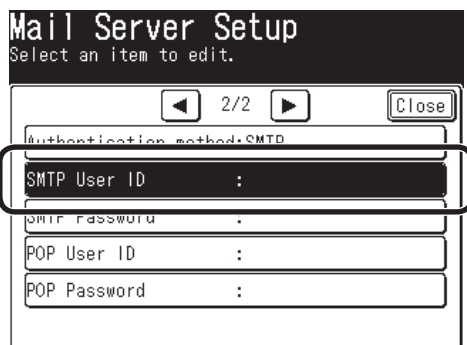 Mail Server Setup
Select an item to edit.
◀ 2/2 ▶ Close
Authentication method:SMTP
SMTP User ID :
SMTP Password :
POP User ID :
POP Password :